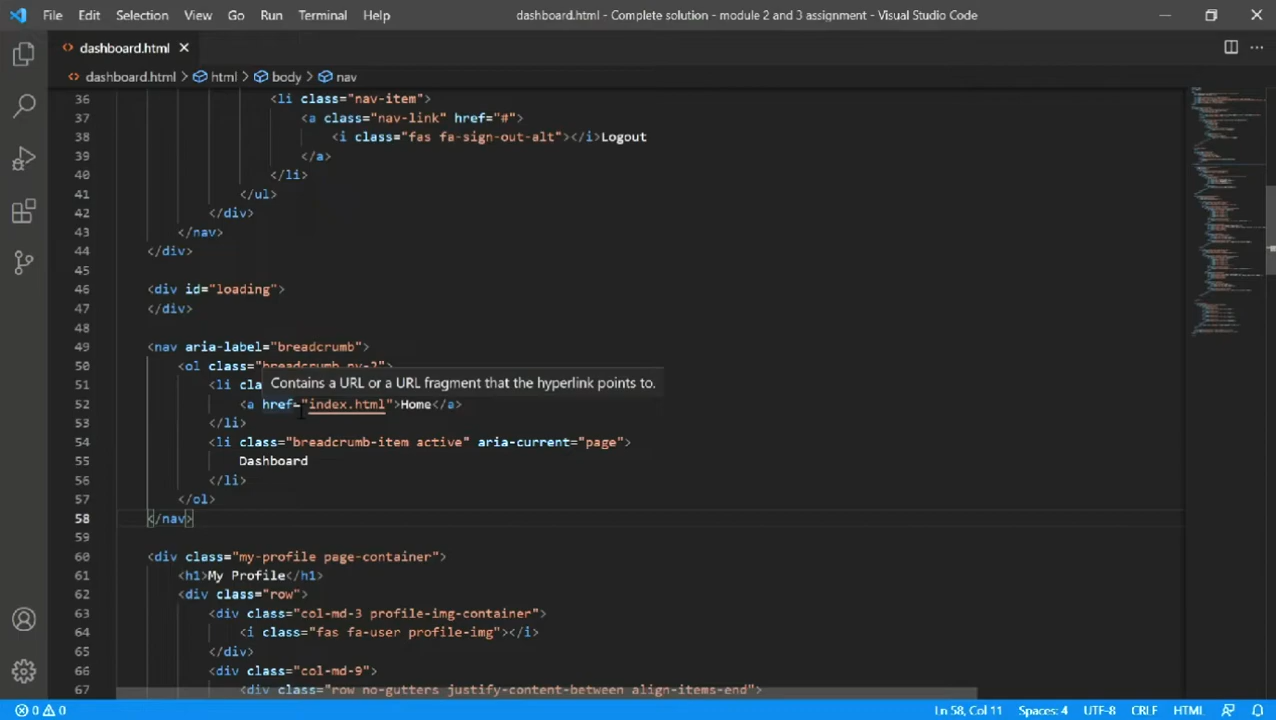 File Edit Selection View Go Run Terminal Help dashboard.html - Complete solution - module 2 and 3 assignment - Visual Studio Code
dashboard.html
dashboard.html > html > body > nav
36 <li class="nav-item">
37 <a class="nav-link" href="#">
38 <i class="fas fa-sign-out-alt"></i>Logout
39 </a>
40 </li>
41 </ul>
42 </div>
43 </nav>
44 </div>
45
46 <div id="loading">
47 </div>
48
49 <nav aria-label="breadcrumb">
50 <ol class="breadcrumb py-2">
Contains a URL or a URL fragment that the hyperlink points to.
51 <li cla
52 <a href="index.html">Home</a>
53 </li>
54 <li class="breadcrumb-item active" aria-current="page">
55 Dashboard
56 </li>
57 </ol>
58 </nav>
59
60 <div class="my-profile page-container">
61 <h1>My Profile</h1>
62 <div class="row">
63 <div class="col-md-3 profile-img-container">
64 <i class="fas fa-user profile-img"></i>
65 </div>
66 <div class="col-md-9">
67 <div class="row no-gutters justify-content-between align-items-end">
0 0 Ln 58, Col 11 Spaces: 4 UTF-8 CRLF HTML